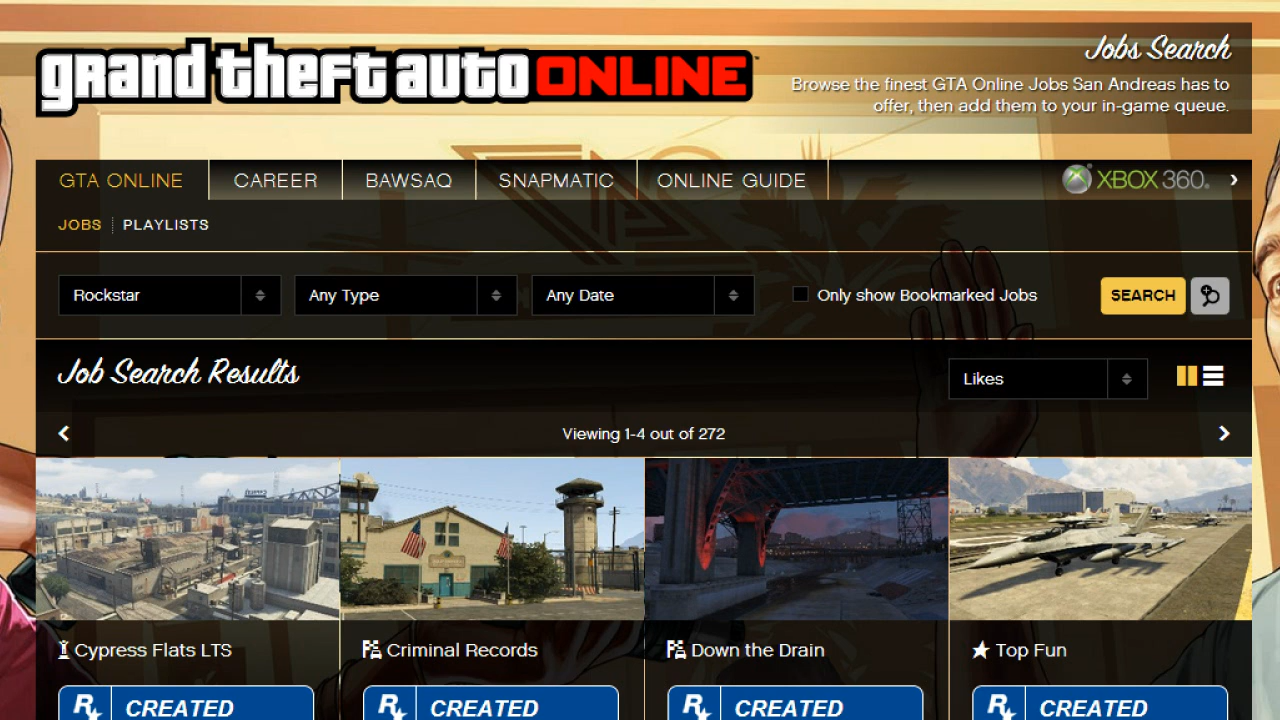 grand theft auto ONLINE™
Jobs Search
Browse the finest GTA Online Jobs San Andreas has to
offer, then add them to your in-game queue.
GTA ONLINE CAREER BAWSAQ SNAPMATIC ONLINE GUIDE XBOX 360.
JOBS PLAYLISTS
Rockstar Any Type Any Date Only show Bookmarked Jobs SEARCH
Job Search Results
Likes
Viewing 1-4 out of 272
Cypress Flats LTS Criminal Records Down the Drain Top Fun
R CREATED R CREATED R CREATED R CREATED